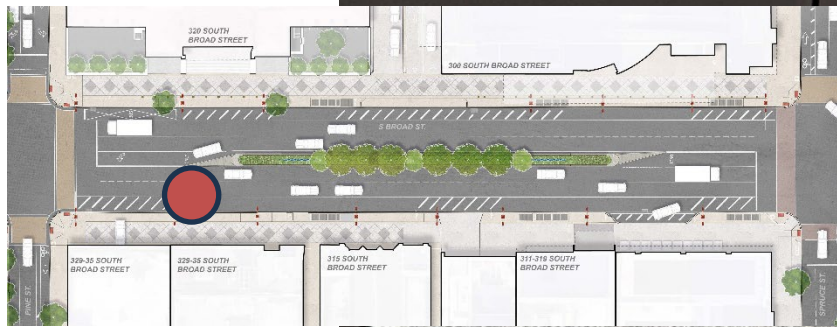 320 SOUTH
BROAD STREET
300 SOUTH BROAD STREET
S BROAD ST.
329-35 SOUTH
BROAD STREET
325-35 SOUTH
BROAD STREET
315 SOUTH
BROAD STREET
311-319 SOUTH
BROAD STREET
PINE ST.
SPRUCE ST.